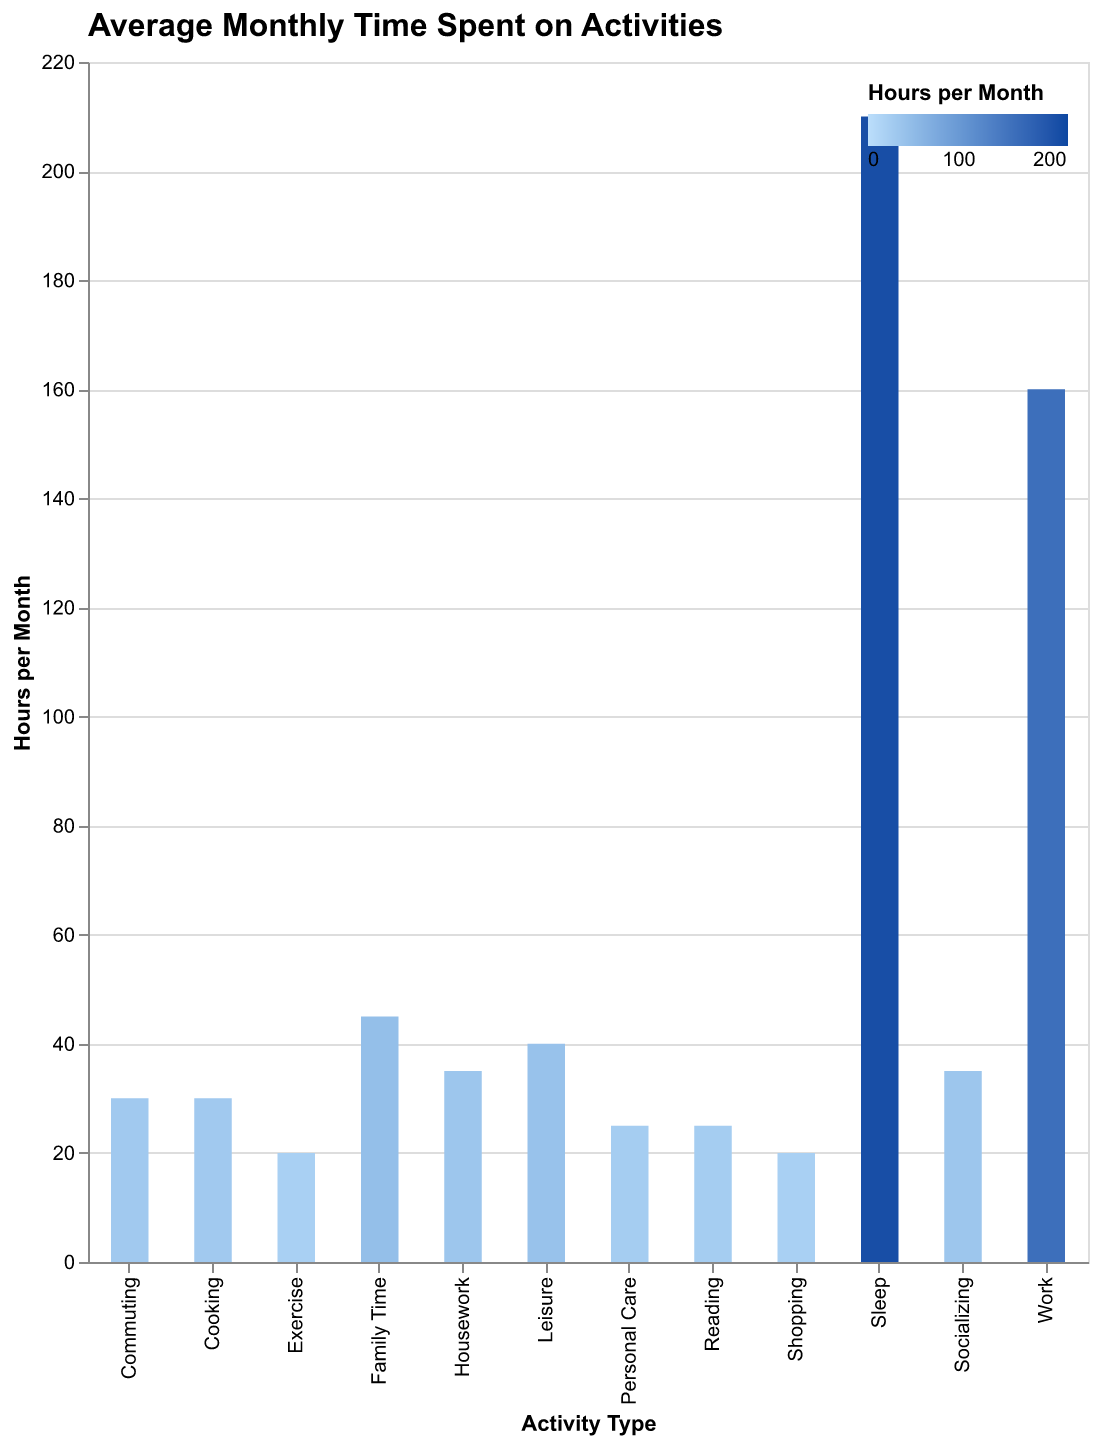 Average Monthly Time Spent on Activities
Hours per Month
0 100 200
220
200
180
160
140
120
100
80
60
40
20
0
Hours per Month
Commuting
Cooking
Exercise
Family Time
Housework
Leisure
Personal Care
Reading
Shopping
Sleep
Socializing
Work
Activity Type